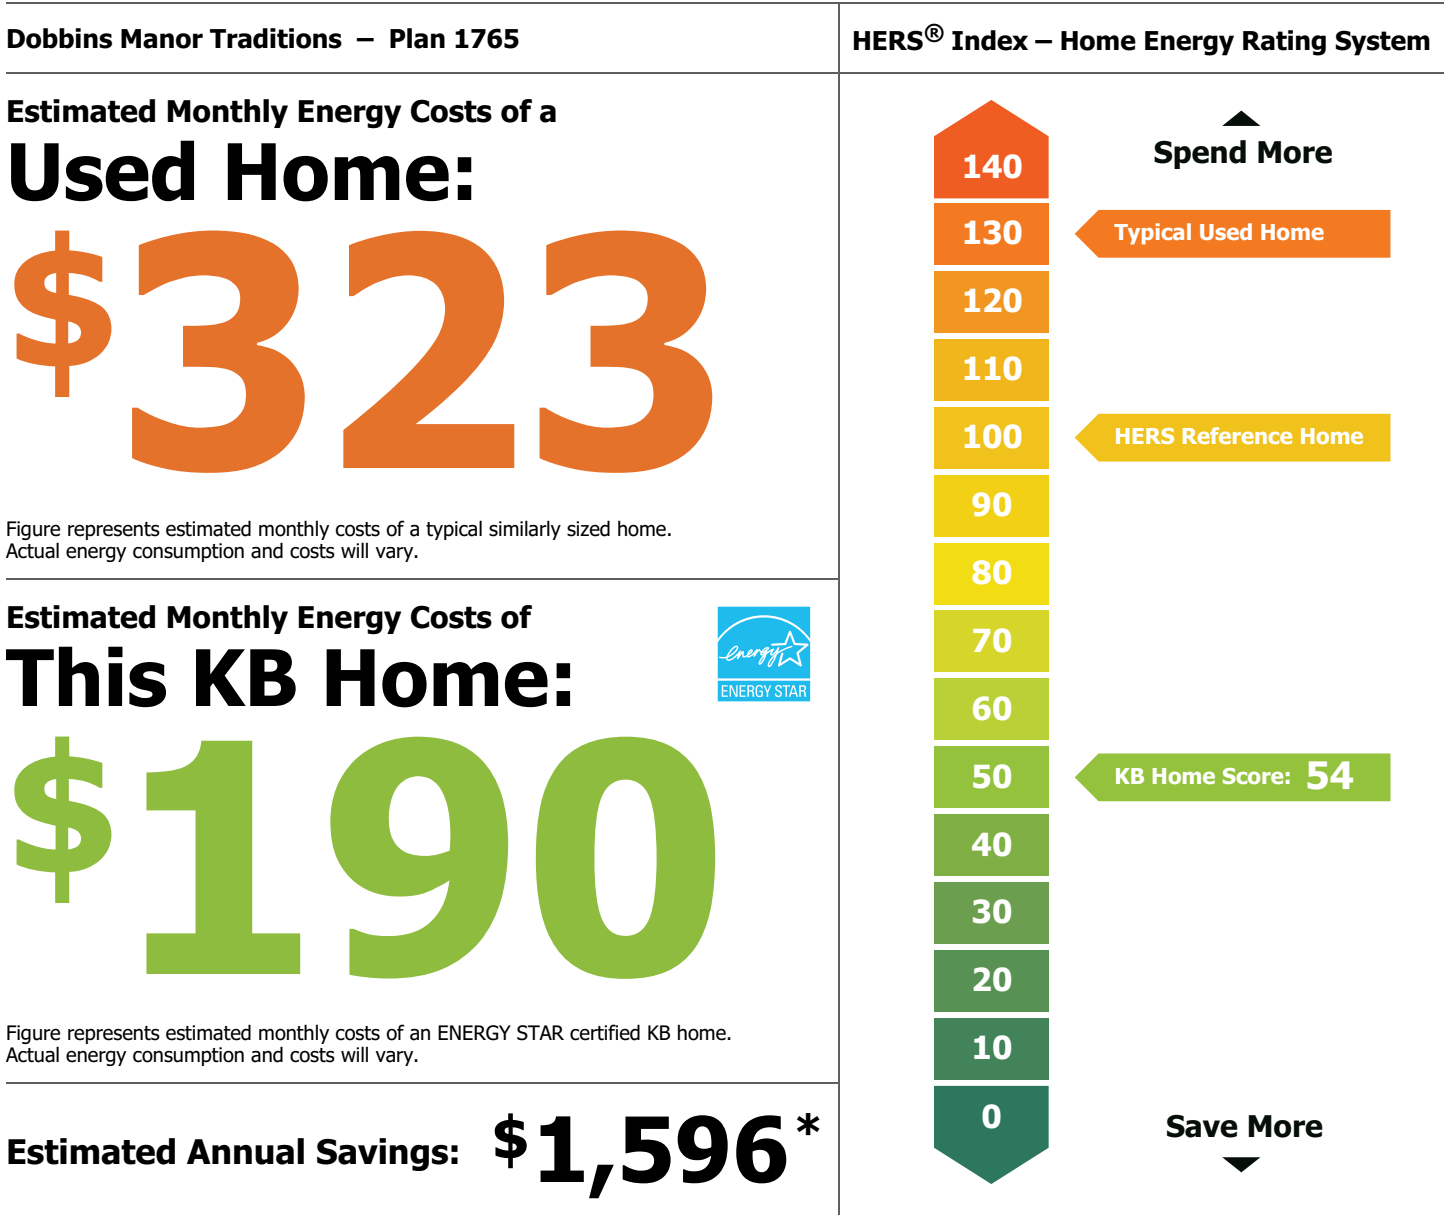 Dobbins Manor Traditions – Plan 1765
Estimated Monthly Energy Costs of a
Used Home:
$323
Figure represents estimated monthly costs of a typical similarly sized home.
Actual energy consumption and costs will vary.
Estimated Monthly Energy Costs of
This KB Home:
energy
ENERGY STAR
$190
Figure represents estimated monthly costs of an ENERGY STAR certified KB home.
Actual energy consumption and costs will vary.
Estimated Annual Savings: $1,596*
HERS® Index – Home Energy Rating System
Spend More
140
130 Typical Used Home
120
110
100 HERS Reference Home
90
80
70
60
50 KB Home Score: 54
40
30
20
10
0
Save More